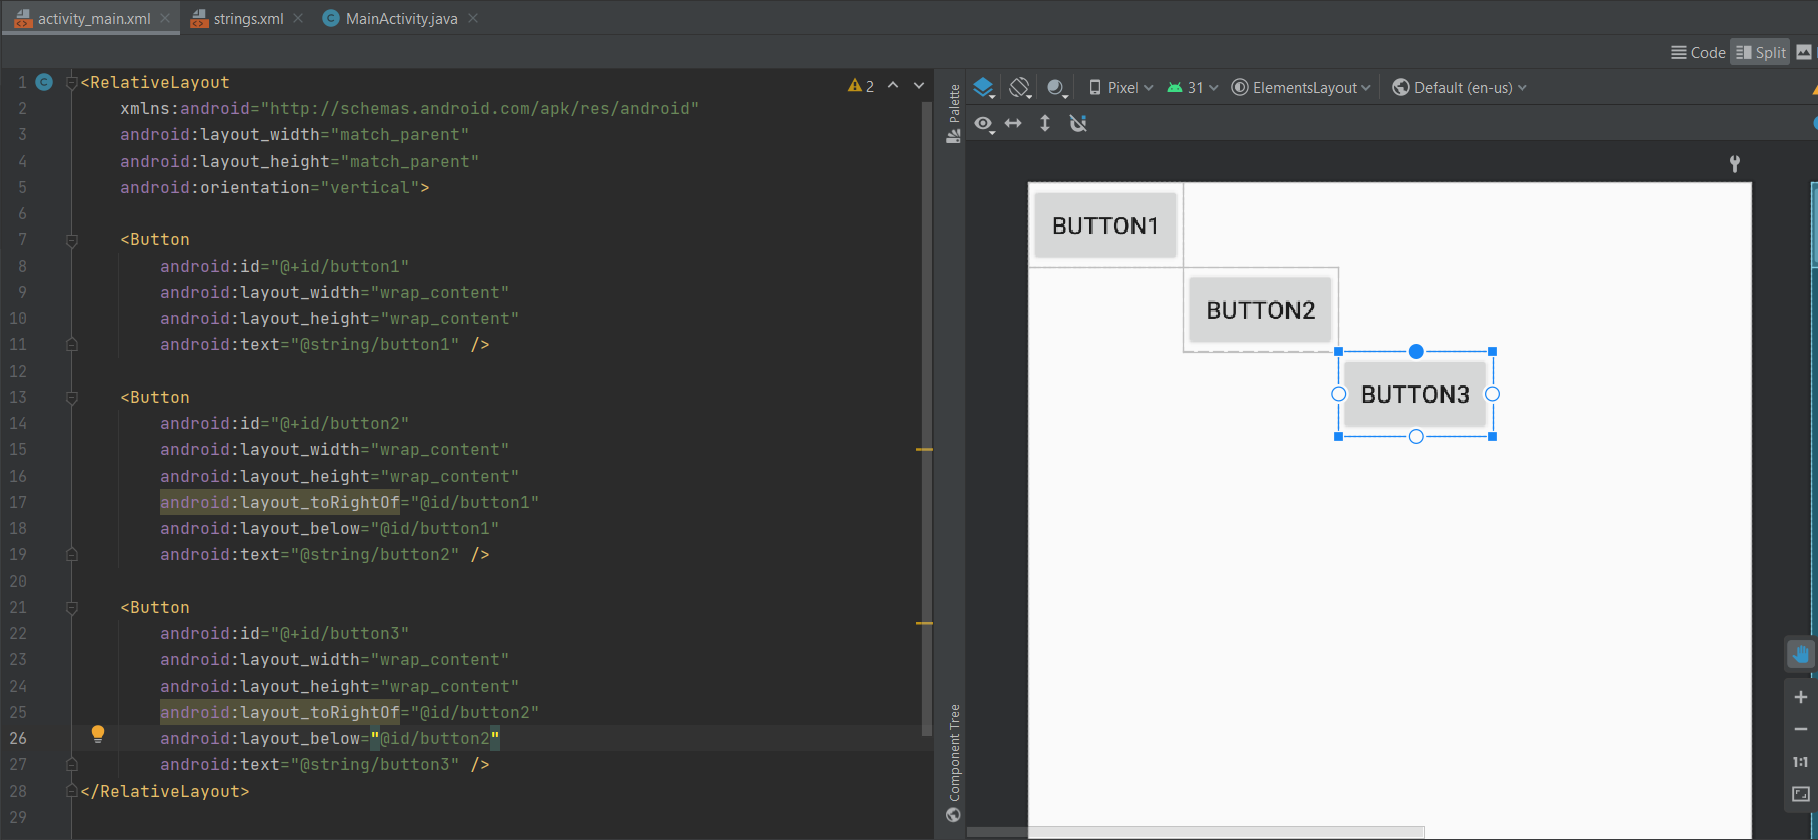 activity_main.xml
strings.xml
MainActivity.java
Code
Split
1 <RelativeLayout
2 xmlns:android="http://schemas.android.com/apk/res/android"
3 android:layout_width="match_parent"
4 android:layout_height="match_parent"
5 android:orientation="vertical">
6
7 <Button
8 android:id="@+id/button1"
9 android:layout_width="wrap_content"
10 android:layout_height="wrap_content"
11 android:text="@string/button1" />
12
13 <Button
14 android:id="@+id/button2"
15 android:layout_width="wrap_content"
16 android:layout_height="wrap_content"
17 android:layout_toRightOf="@id/button1"
18 android:layout_below="@id/button1"
19 android:text="@string/button2" />
20
21 <Button
22 android:id="@+id/button3"
23 android:layout_width="wrap_content"
24 android:layout_height="wrap_content"
25 android:layout_toRightOf="@id/button2"
26 android:layout_below="@id/button2"
27 android:text="@string/button3" />
28 </RelativeLayout>
29
2
Palette
Component Tree
Pixel
31
ElementsLayout
Default (en-us)
BUTTON1
BUTTON2
BUTTON3
1:1